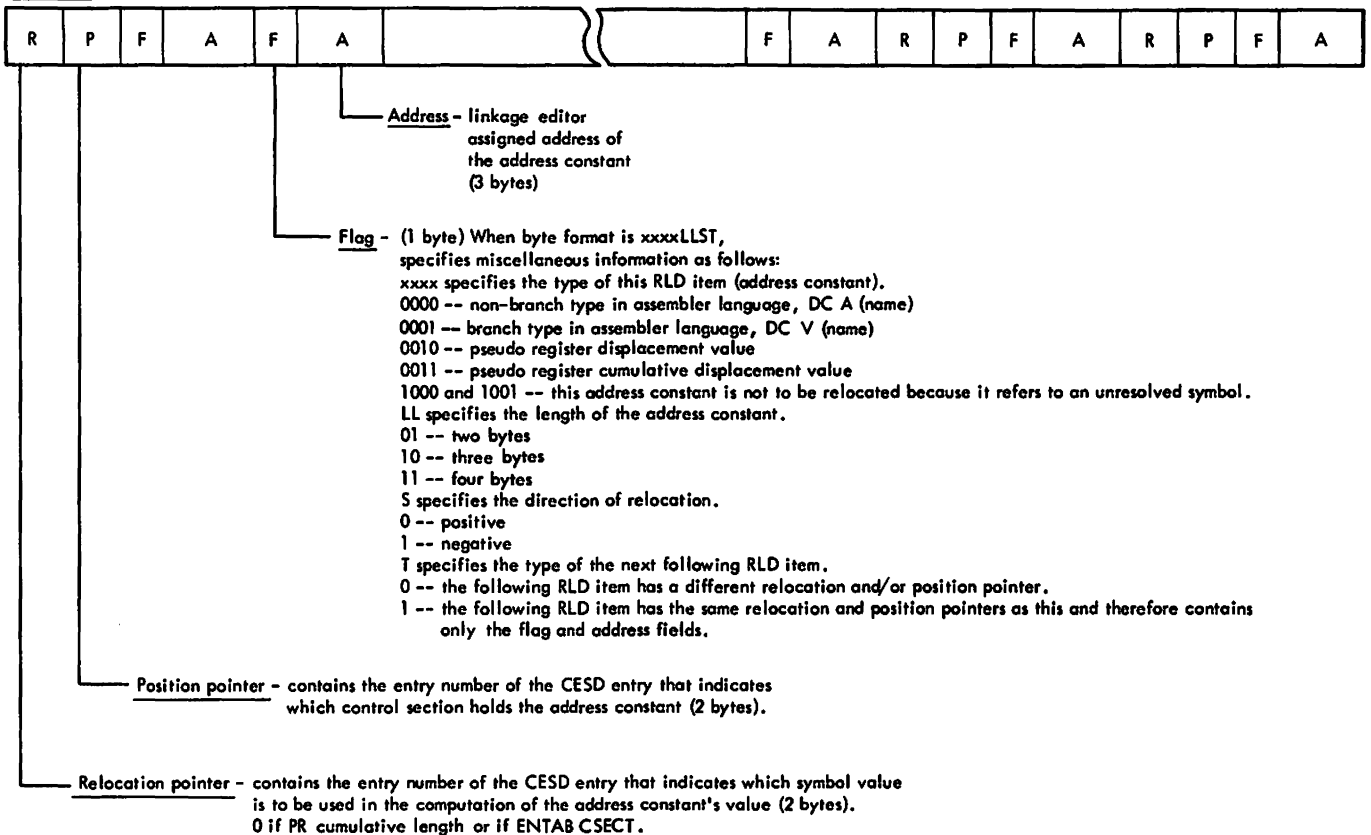 R P F A F A F A R P F A R P F A
Address - linkage editor
assigned address of
the address constant
(3 bytes)
Flag - (1 byte) When byte format is xxxxLLST,
specifies miscellaneous information as follows:
xxxx specifies the type of this RLD item (address constant).
0000 -- non-branch type in assembler language, DC A (name)
0001 -- branch type in assembler language, DC V (name)
0010 -- pseudo register displacement value
0011 -- pseudo register cumulative displacement value
1000 and 1001 -- this address constant is not to be relocated because it refers to an unresolved symbol.
LL specifies the length of the address constant.
01 -- two bytes
10 -- three bytes
11 -- four bytes
S specifies the direction of relocation.
0 -- positive
1 -- negative
T specifies the type of the next following RLD item.
0 -- the following RLD item has a different relocation and/or position pointer.
1 -- the following RLD item has the same relocation and position pointers as this and therefore contains
only the flag and address fields.
Position pointer - contains the entry number of the CESD entry that indicates
which control section holds the address constant (2 bytes).
Relocation pointer - contains the entry number of the CESD entry that indicates which symbol value
is to be used in the computation of the address constant's value (2 bytes).
0 if PR cumulative length or if ENTAB CSECT.